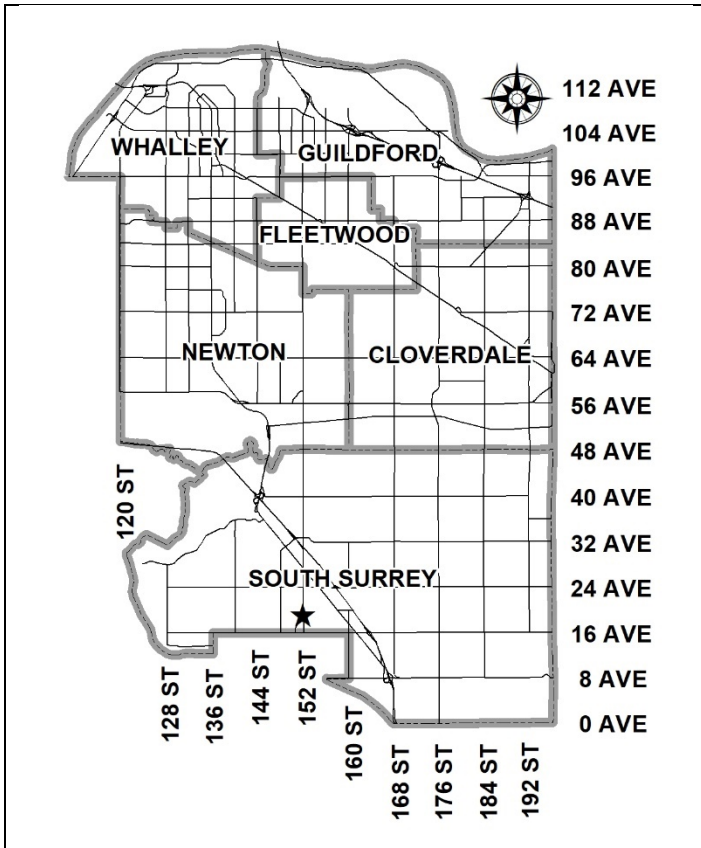 112 AVE
104 AVE
WHALLEY
GUILDFORD
96 AVE
88 AVE
FLEETWOOD
80 AVE
72 AVE
NEWTON
CLOVERDALE
64 AVE
56 AVE
48 AVE
120 ST
40 AVE
32 AVE
SOUTH SURREY
24 AVE
16 AVE
8 AVE
0 AVE
128 ST
136 ST
144 ST
152 ST
160 ST
168 ST
176 ST
184 ST
192 ST